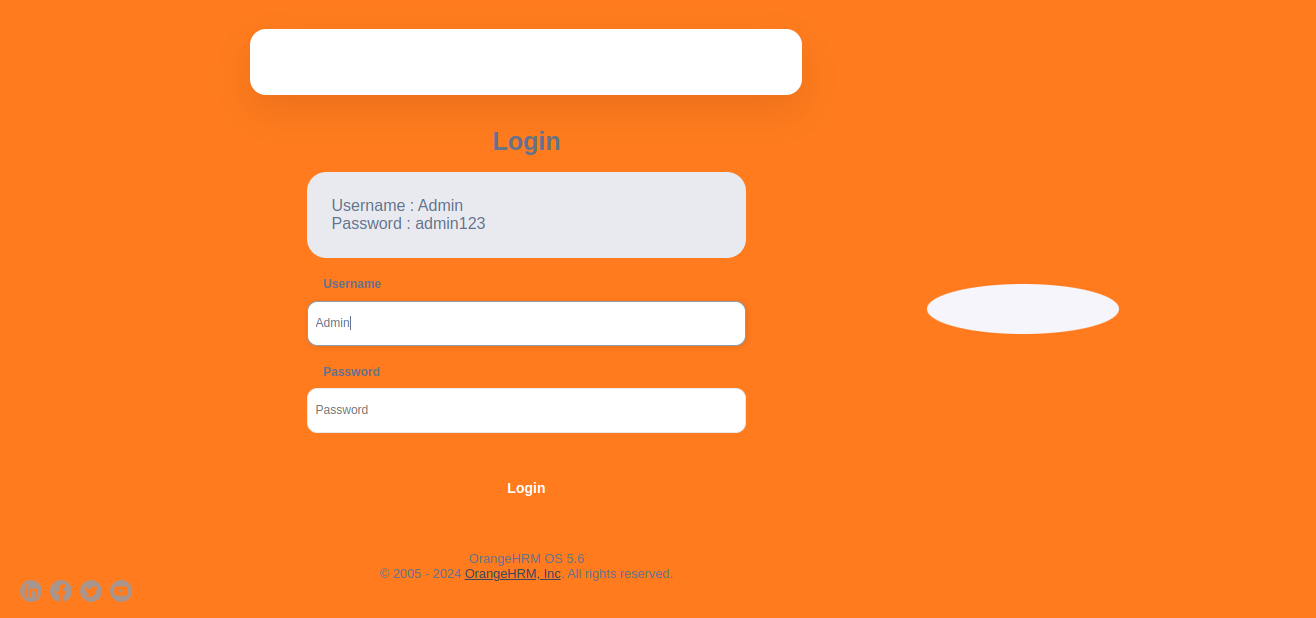 Login
Username : Admin
Password : admin123
Username
Admin
Password
Password
Login
OrangeHRM OS 5.6
© 2005 - 2024 OrangeHRM, Inc. All rights reserved.